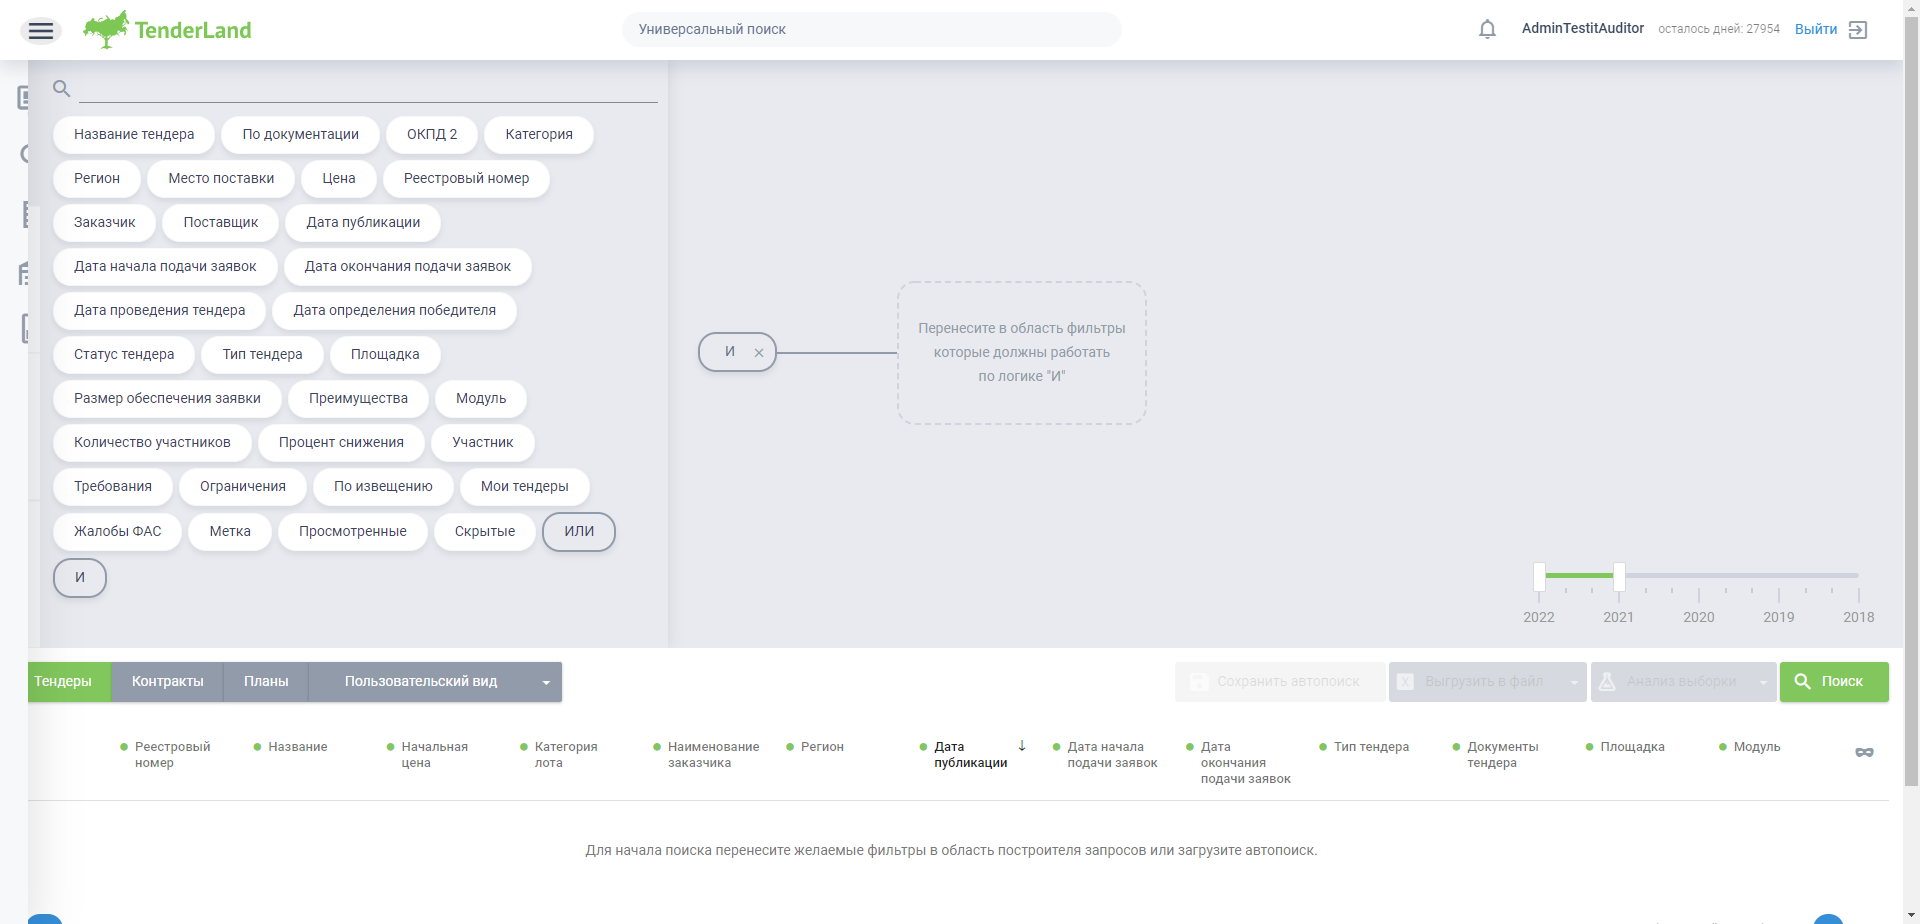 TenderLand
Универсальный поиск
AdminTestitAuditor
осталось дней: 27954
Выйти
Название тендера
По документации
ОКПД 2
Категория
Регион
Место поставки
Цена
Реестровый номер
Заказчик
Поставщик
Дата публикации
Дата начала подачи заявок
Дата окончания подачи заявок
Дата проведения тендера
Дата определения победителя
Статус тендера
Тип тендера
Площадка
Размер обеспечения заявки
Преимущества
Модуль
Количество участников
Процент снижения
Участник
Требования
Ограничения
По извещению
Мои тендеры
Жалобы ФАС
Метка
Просмотренные
Скрытые
ИЛИ
И
И
Перенесите в область фильтры
которые должны работать
по логике "И"
2022
2021
2020
2019
2018
Тендеры
Контракты
Планы
Пользовательский вид
Сохранить автопоиск
Выгрузить в файл
Анализ выборки
Поиск
Реестровый
номер
Название
Начальная
цена
Категория
лота
Наименование
заказчика
Регион
Дата
публикации
Дата начала
подачи заявок
Дата
окончания
подачи заявок
Тип тендера
Документы
тендера
Площадка
Модуль
Для начала поиска перенесите желаемые фильтры в область построителя запросов или загрузите автопоиск.